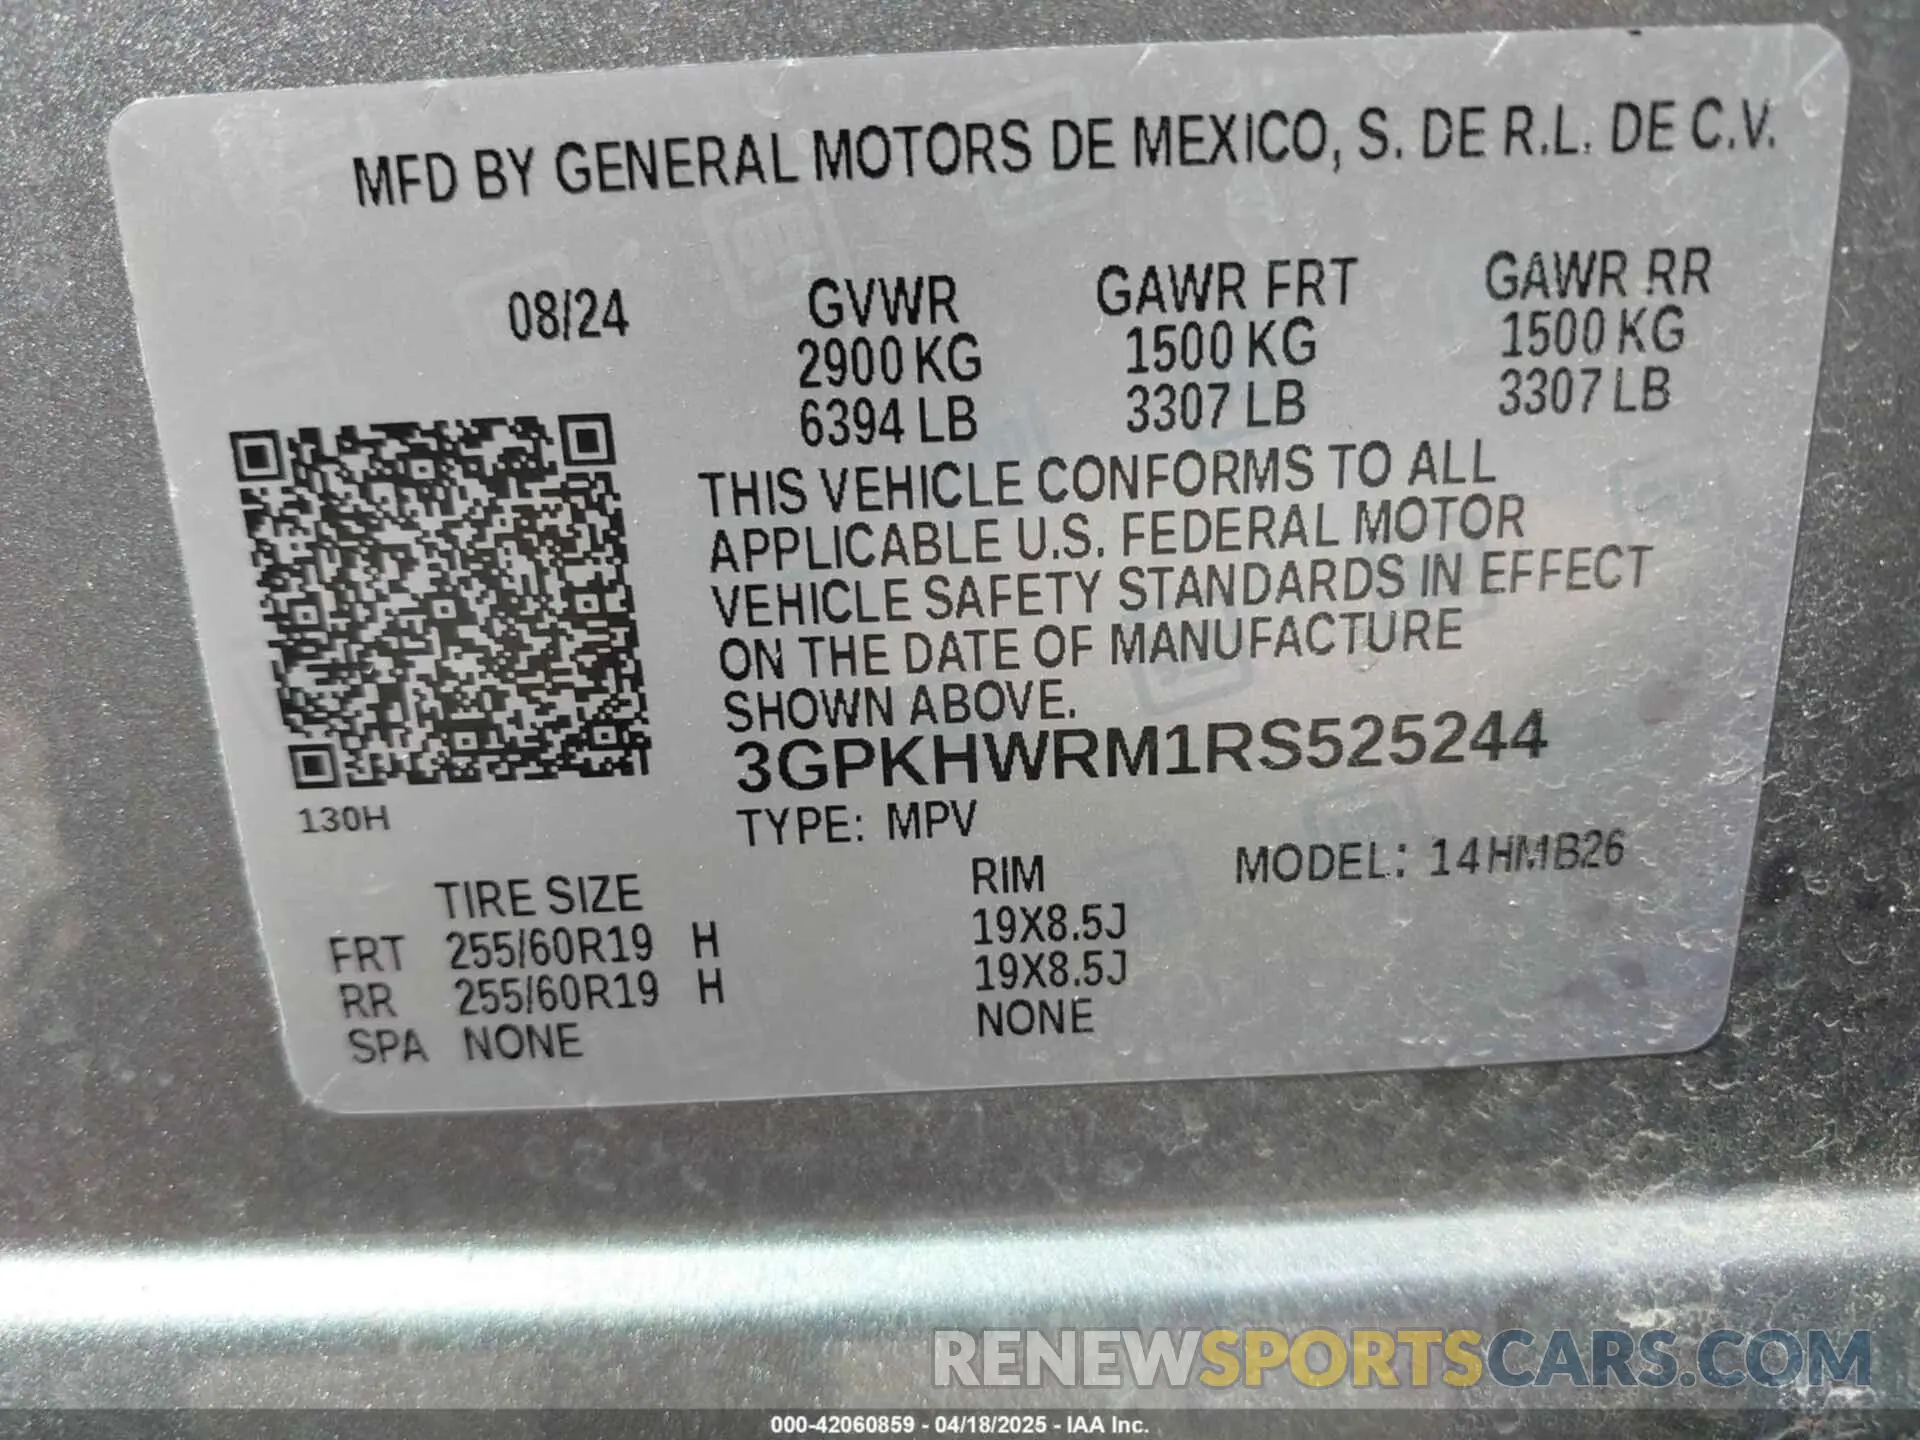 MFD BY GENERAL MOTORS DE MEXICO, S. DE R.L. DE C.V.
08/24 GVWR GAWR FRT GAWR RR
2900 KG 1500 KG 1500 KG
6394 LB 3307 LB 3307 LB
THIS VEHICLE CONFORMS TO ALL
APPLICABLE U.S. FEDERAL MOTOR
VEHICLE SAFETY STANDARDS IN EFFECT
ON THE DATE OF MANUFACTURE
SHOWN ABOVE.
3GPKHWRM1RS525244
130H
TYPE: MPV
MODEL: 14HMB26
TIRE SIZE RIM
FRT 255/60R19 H 19X8.5J
RR 255/60R19 H 19X8.5J
SPA NONE NONE
RENEWSPORTSCARS.COM
000-42060859 - 04/18/2025 - IAA Inc.